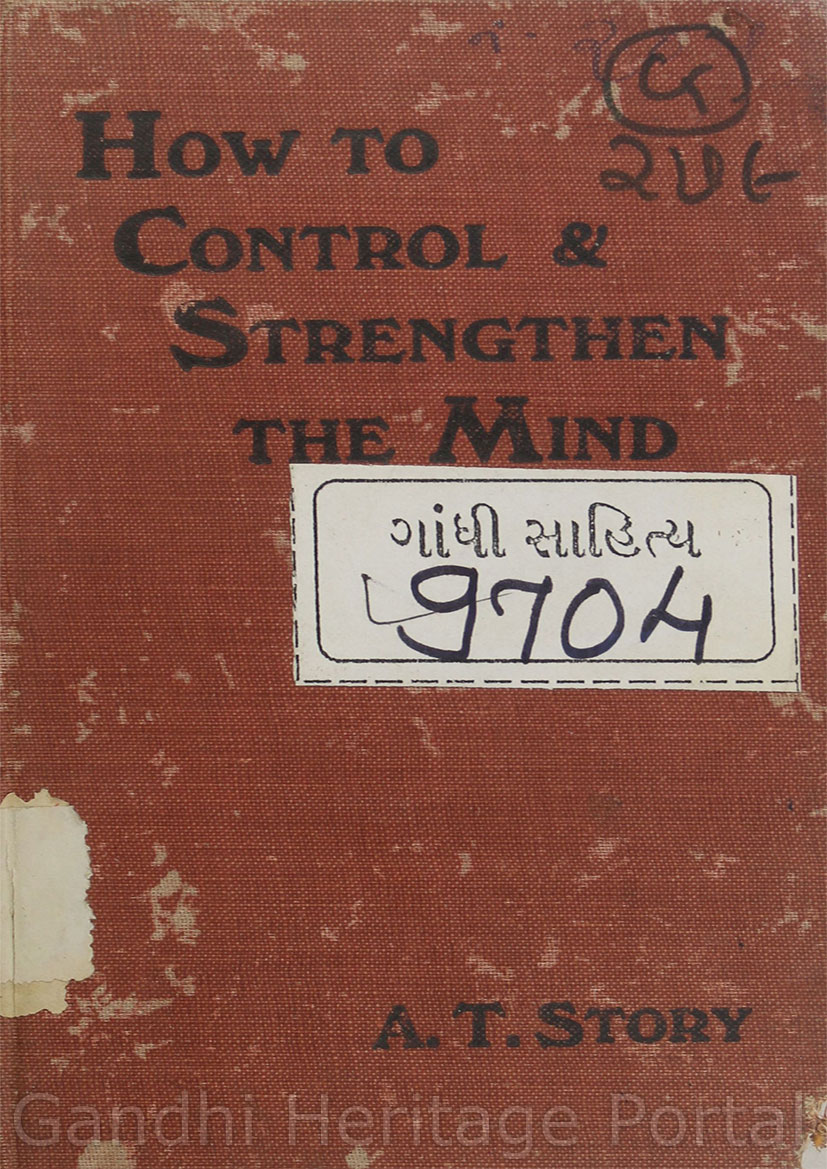 HOW TO
CONTROL &
STRENGTHEN
THE MIND
ગાંધી સાહિત્ય
9704
A. T. STORY
Gandhi Heritage Portal